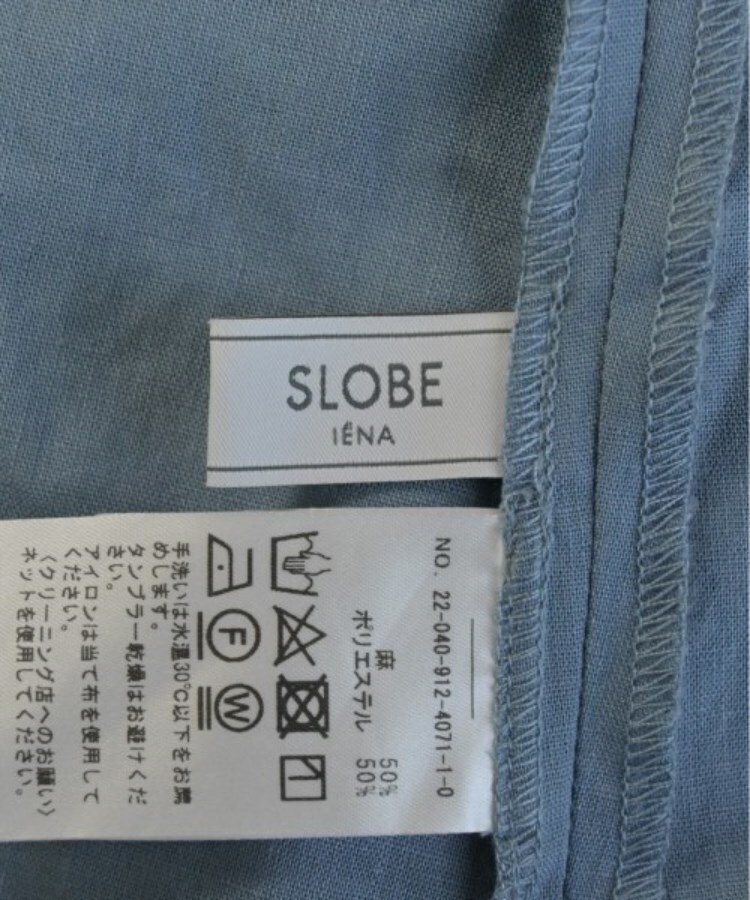 SLOBE
IÉNA
NO. 22-040-912-4071-1-0
麻 50%
ポリエステル 50%
F
W
手洗いは水温30℃以下をお薦
めします。
タンブラー乾燥はお避けくだ
さい。
アイロンは当て布を使用して
ください。
〈クリーニング店へのお願い〉
ネットを使用してください。